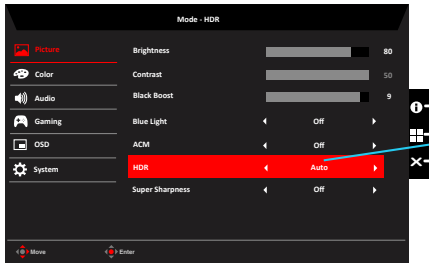 Mode - HDR
Picture
Color
Audio
Gaming
OSD
System
Brightness 80
Contrast 50
Black Boost 9
Blue Light Off
ACM Off
HDR Auto
Super Sharpness Off
Move Enter